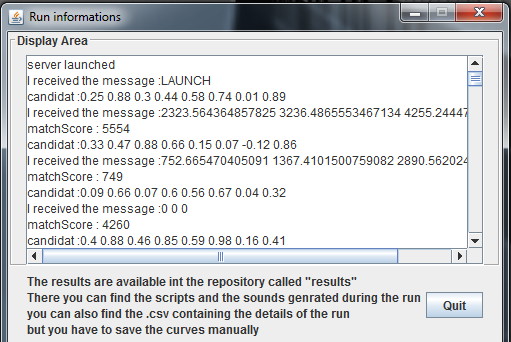 Run informations
Display Area
server launched
I received the message :LAUNCH
candidat :0.25 0.88 0.3 0.44 0.58 0.74 0.01 0.89
I received the message :2323.564364857825 3236.4865553467134 4255.24447
matchScore : 5554
candidat :0.33 0.47 0.88 0.66 0.15 0.07 -0.12 0.86
I received the message :752.665470405091 1367.4101500759082 2890.562024
matchScore : 749
candidat :0.09 0.66 0.07 0.6 0.56 0.67 0.04 0.32
I received the message :0 0 0
matchScore : 4260
candidat :0.4 0.88 0.46 0.85 0.59 0.98 0.16 0.41
The results are available int the repository called "results"
There you can find the scripts and the sounds genrated during the run
you can also find the .csv containing the details of the run
but you have to save the curves manually
Quit